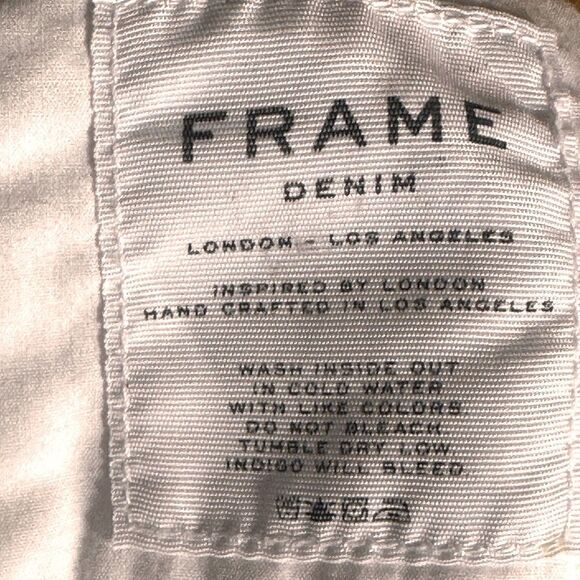 FRAME
DENIM
LONDON - LOS ANGELES
INSPIRED BY LONDON
HAND CRAFTED IN LOS ANGELES
WASH INSIDE OUT
IN COLD WATER
WITH LIKE COLORS.
DO NOT BLEACH
TUMBLE DRY LOW.
INDIGO WILL BLEED.